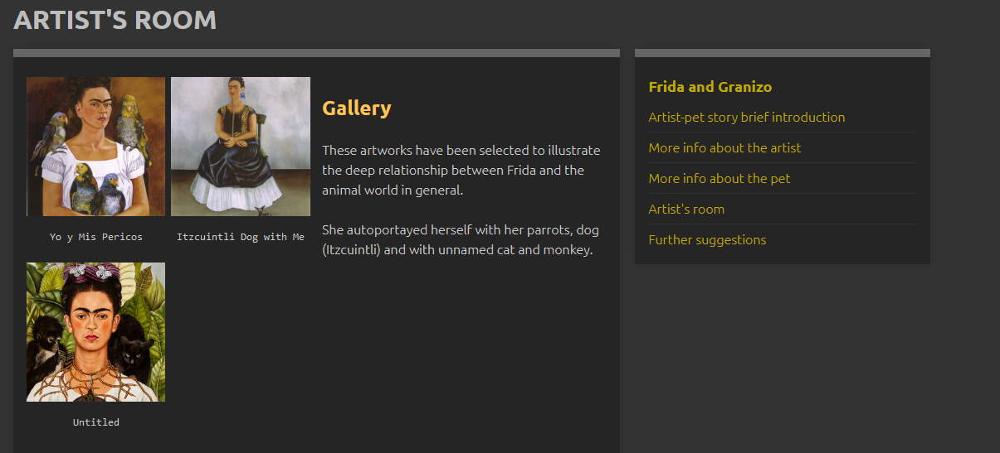 ARTIST'S ROOM
Yo y Mis Pericos
Itzcuintli Dog with Me
Untitled
Gallery
These artworks have been selected to illustrate
the deep relationship between Frida and the
animal world in general.
She autoportayed herself with her parrots, dog
(Itzcuintli) and with unnamed cat and monkey.
Frida and Granizo
Artist-pet story brief introduction
More info about the artist
More info about the pet
Artist's room
Further suggestions